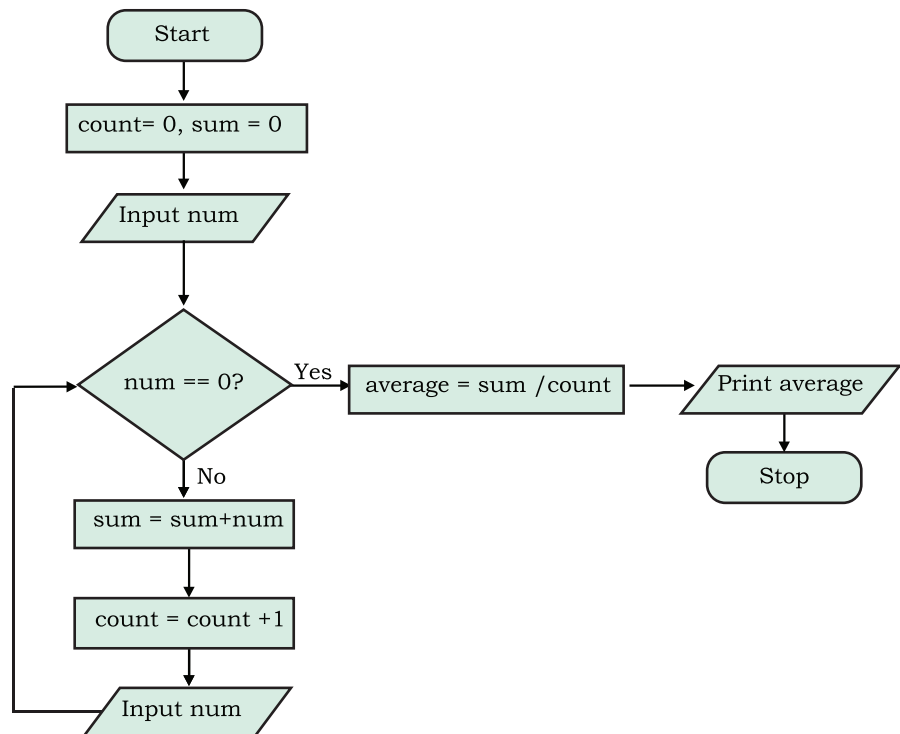 Start
count= 0, sum = 0
Input num
num == 0?
Yes
average = sum /count
Print average
Stop
No
sum = sum+num
count = count +1
Input num